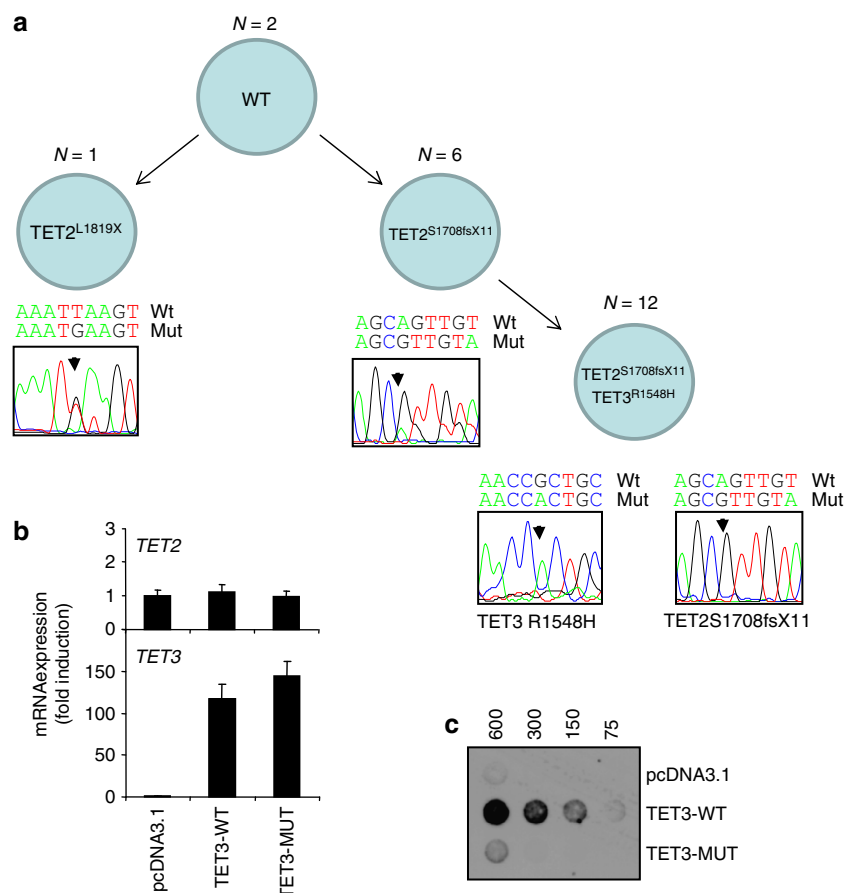 a
N = 2
WT
N = 1
N = 6
TET2L1819X
TET2S1708fsX11
AAATTAAGT Wt
AAATGAAGT Mut
AGCAGTTGT Wt
AGCGTTGTA Mut
N = 12
TET2S1708fsX11
TET3R1548H
AACCGCTGC Wt
AACCACTGC Mut
AGCAGTTGT Wt
AGCGTTGTA Mut
TET3 R1548H
TET2S1708fsX11
b
mRNAexpression
(fold induction)
TET2
3
2
1
0
TET3
150
100
50
0
pcDNA3.1
TET3-WT
TET3-MUT
c
600 300 150 75
pcDNA3.1
TET3-WT
TET3-MUT